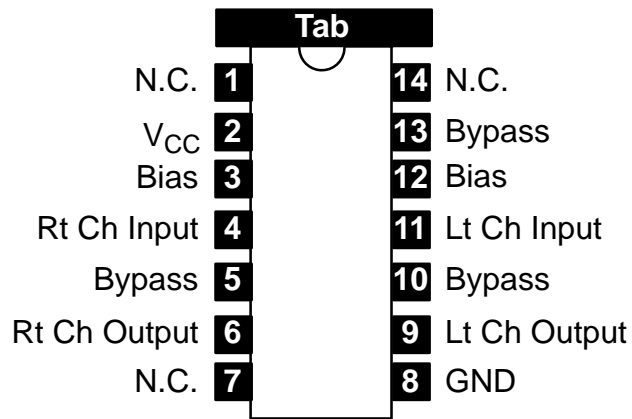 Tab
N.C. 1 14 N.C.
VCC 2 13 Bypass
Bias 3 12 Bias
Rt Ch Input 4 11 Lt Ch Input
Bypass 5 10 Bypass
Rt Ch Output 6 9 Lt Ch Output
N.C. 7 8 GND